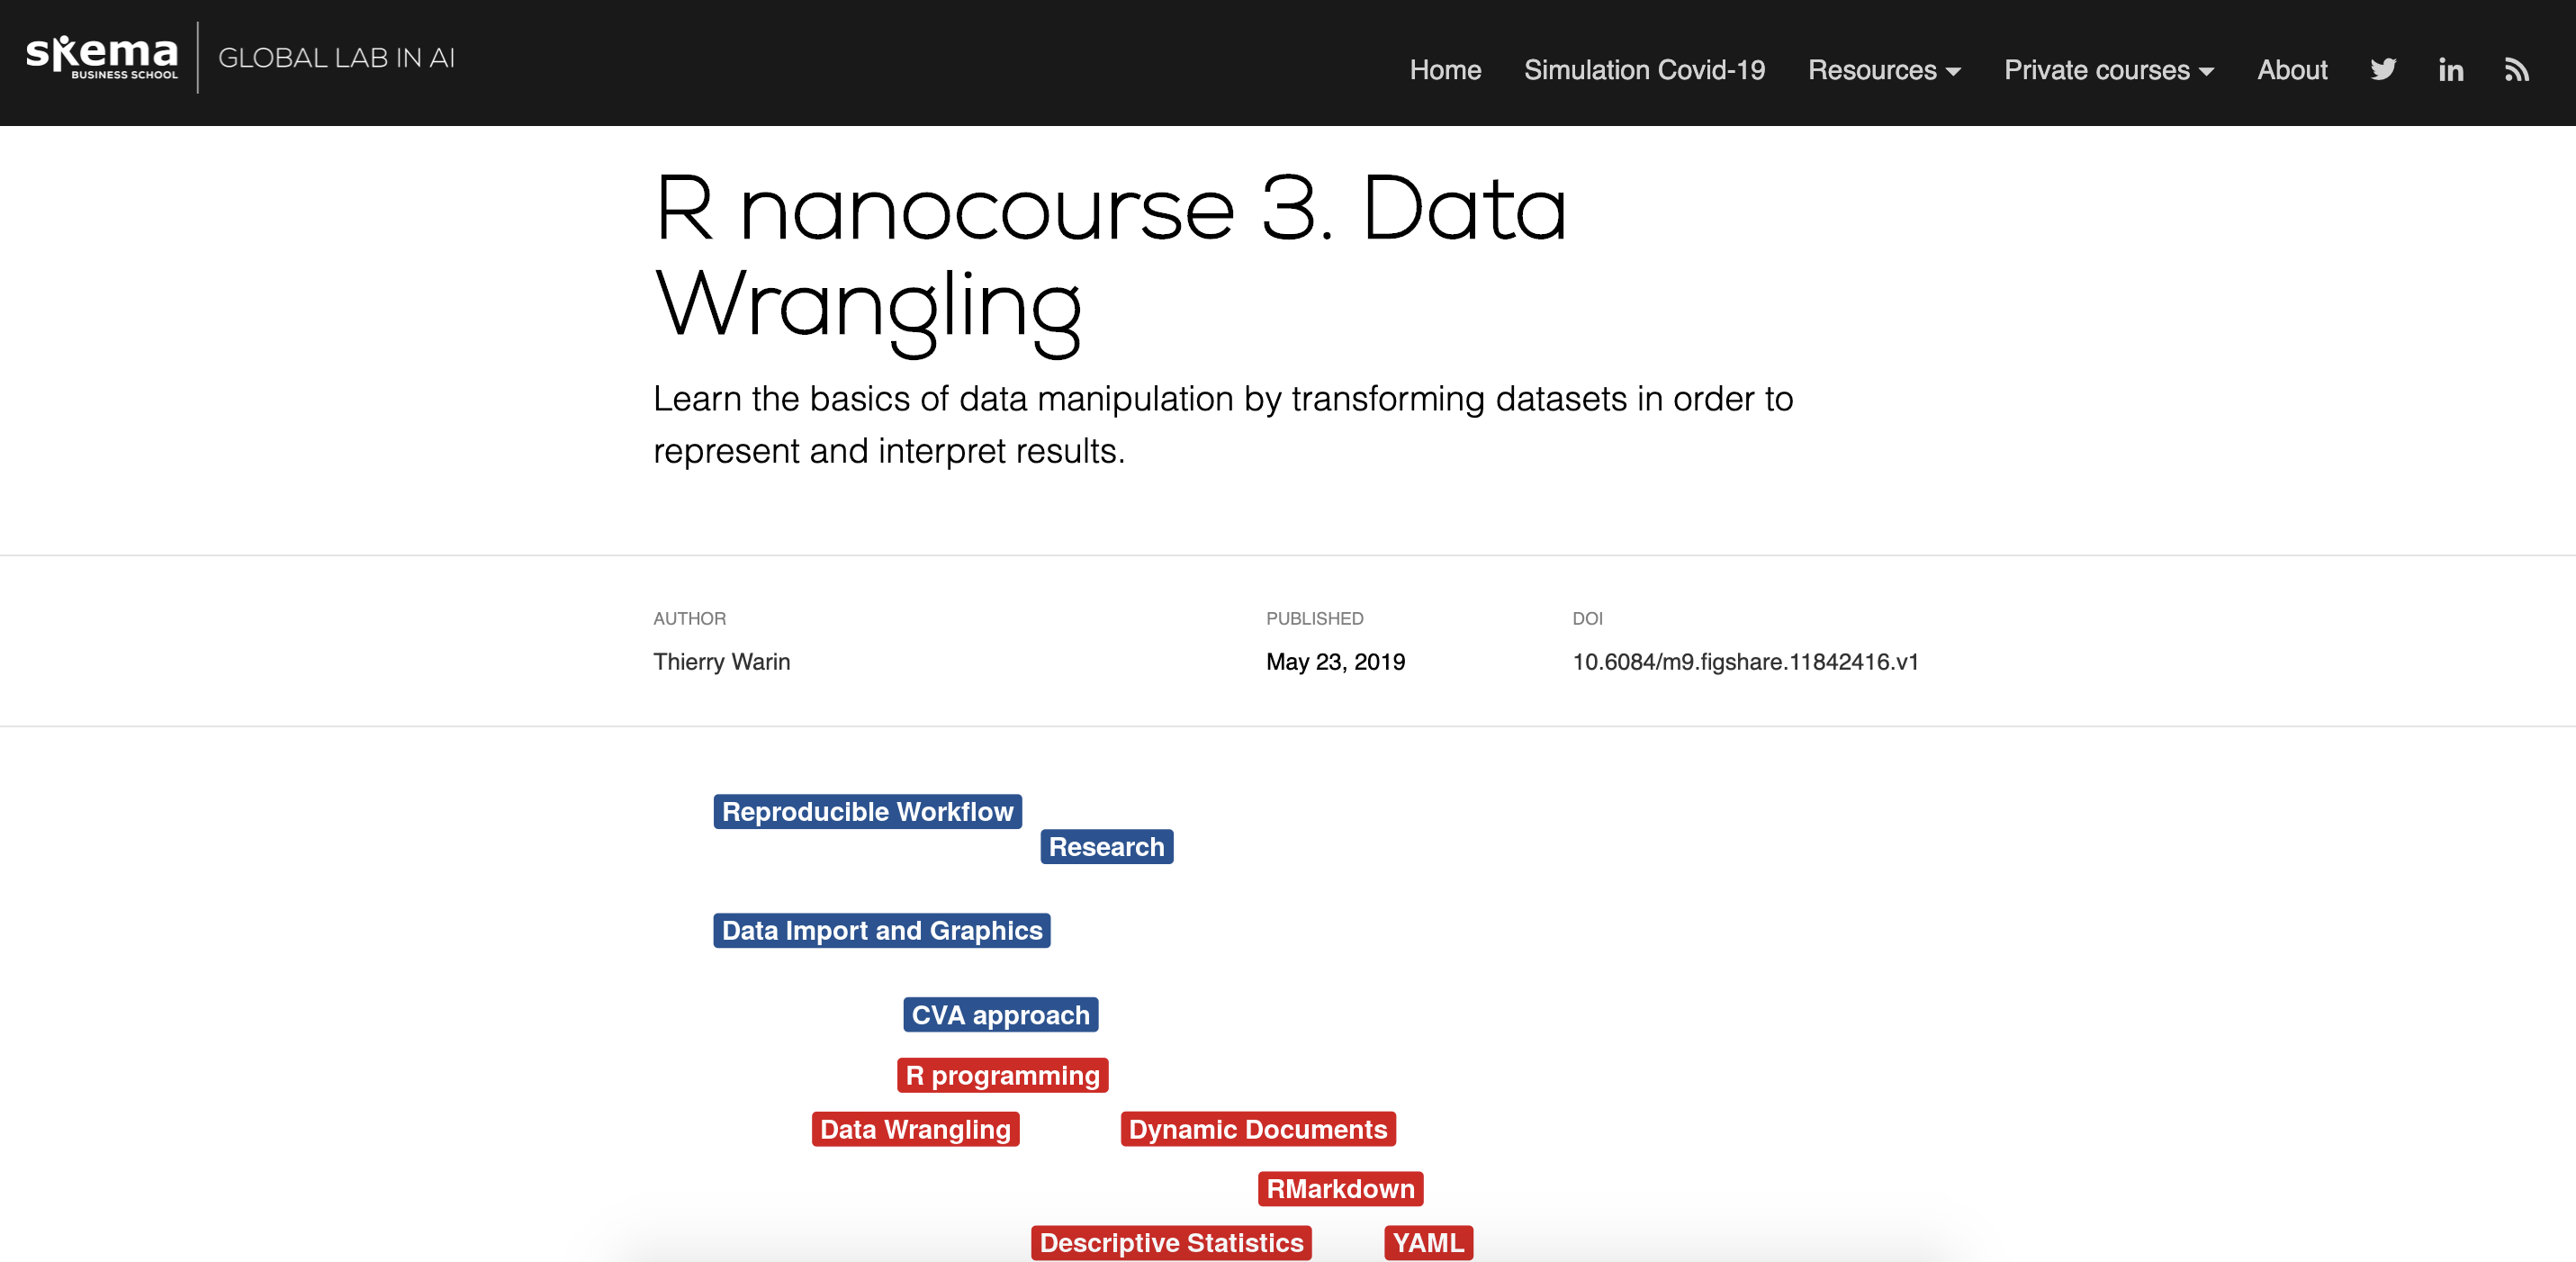 skema
BUSINESS SCHOOL
GLOBAL LAB IN AI
Home Simulation Covid-19 Resources Private courses About
R nanocourse 3. Data
Wrangling
Learn the basics of data manipulation by transforming datasets in order to
represent and interpret results.
AUTHOR PUBLISHED DOI
Thierry Warin May 23, 2019 10.6084/m9.figshare.11842416.v1
Reproducible Workflow
Research
Data Import and Graphics
CVA approach
R programming
Data Wrangling Dynamic Documents
RMarkdown
Descriptive Statistics YAML